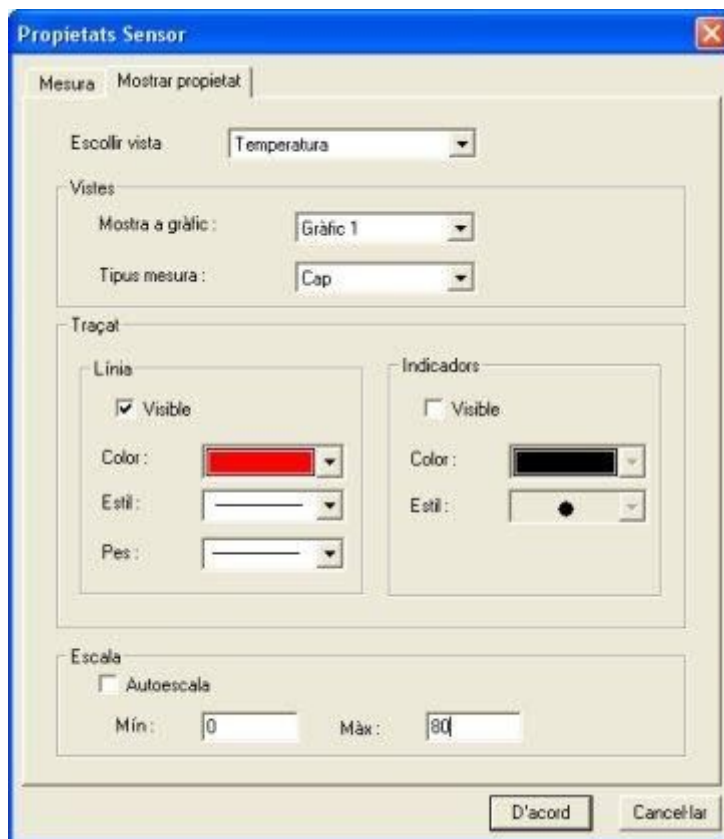 Propietats Sensor
Mesura
Mostrar propietat
Escollir vista
Temperatura
Vistes
Mostra a gràfic :
Gràfic 1
Tipus mesura :
Cap
Traçat
Línia
Visible
Color :
Estil :
Pes :
Indicadors
Visible
Color :
Estil :
Escala
Autoescala
Mín :
0
Màx :
80
D'acord
Cancel·lar